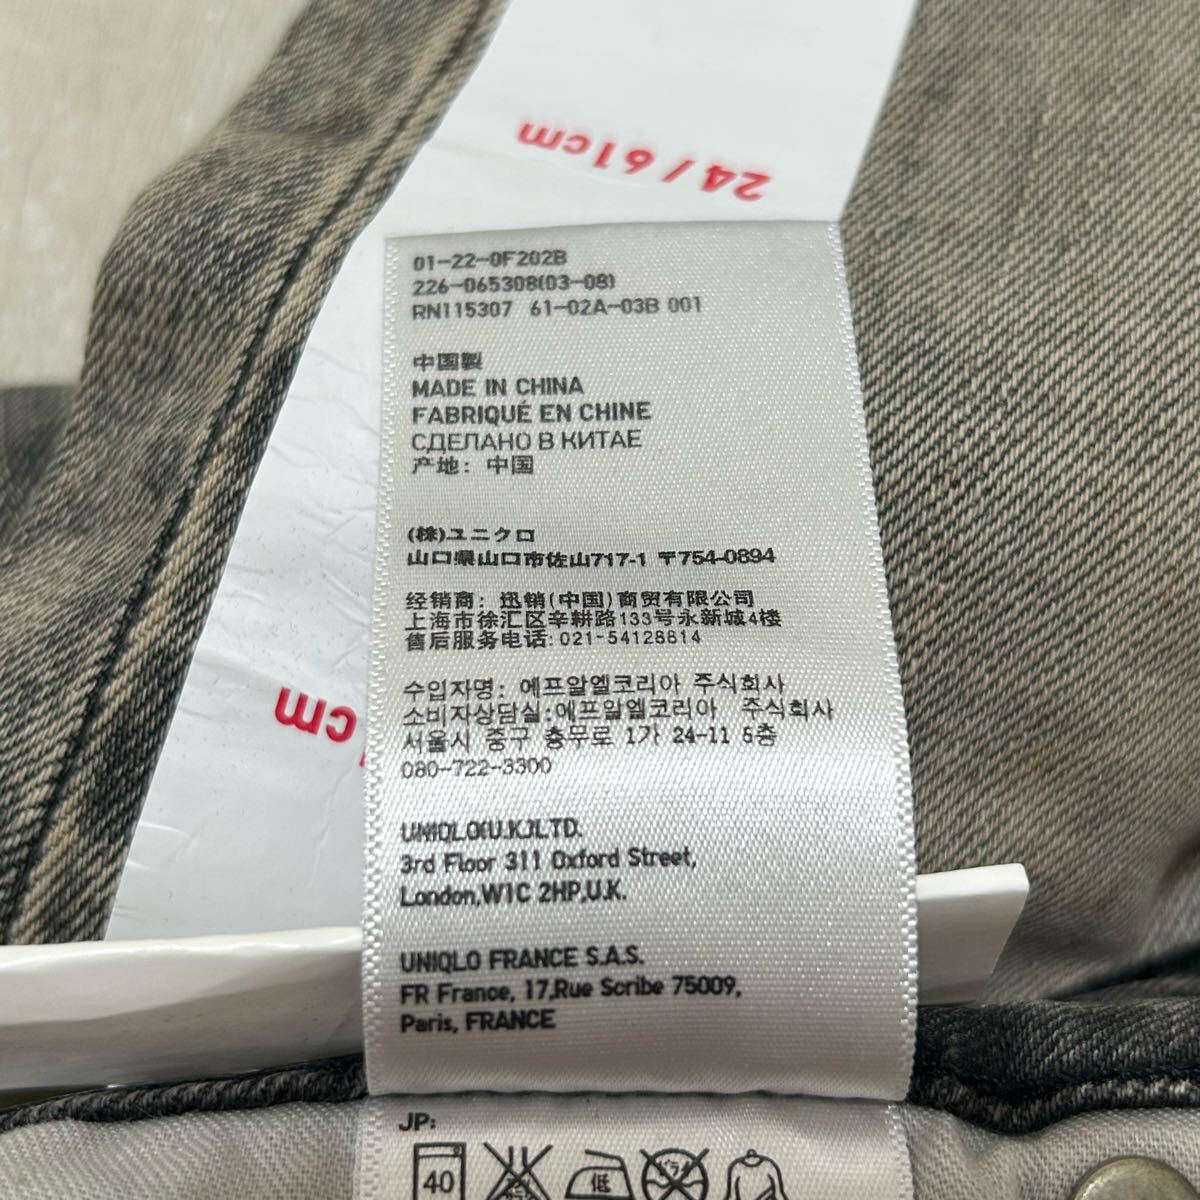 24 / 61cm
01-22-0F202B
226-065308(03-08)
RN115307 61-02A-03B 001
中国製
MADE IN CHINA
FABRIQUÉ EN CHINE
СДЕЛАНО В КИТАЕ
产地: 中国
(株)ユニクロ
山口県山口市佐山717-1 〒754-0894
经销商: 迅销(中国)商贸有限公司
上海市徐汇区辛耕路133号永新城4楼
售后服务电话:021-54128814
수입자명: 에프알엘코리아 주식회사
소비자상담실:에프알엘코리아 주식회사
서울시 중구 충무로 1가 24-11 5층
080-722-3300
UNIQLO(U.K.)LTD.
3rd Floor 311 Oxford Street,
London,W1C 2HP,U.K.
UNIQLO FRANCE S.A.S.
FR France, 17,Rue Scribe 75009,
Paris, FRANCE
JP:
40 低 ドライ